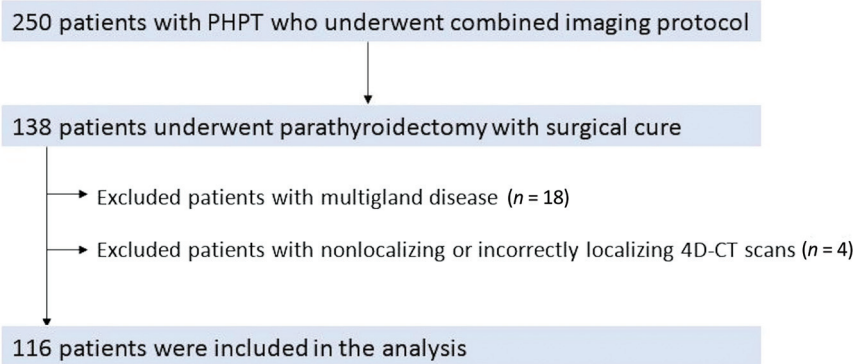 250 patients with PHPT who underwent combined imaging protocol
138 patients underwent parathyroidectomy with surgical cure
Excluded patients with multigland disease (n = 18)
Excluded patients with nonlocalizing or incorrectly localizing 4D-CT scans (n = 4)
116 patients were included in the analysis